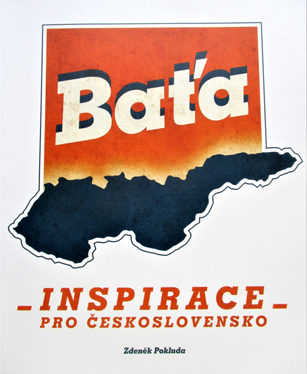 Baťa
_ INSPIRACE _
PRO ČESKOSLOVENSKO
Zdeněk Pokluda